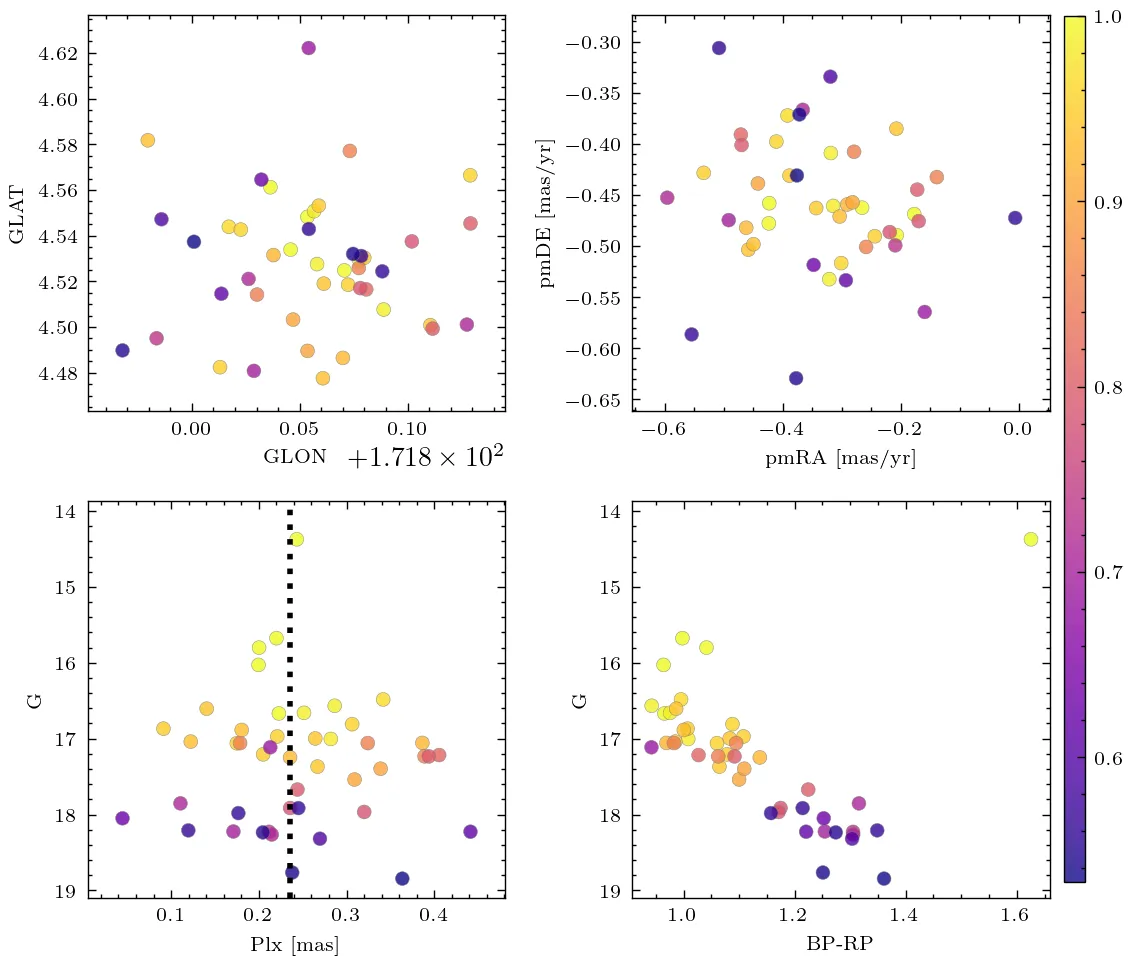 4.62
4.60
4.58
4.56
4.54
4.52
4.50
4.48
GLAT
0.00 0.05 0.10
GLON +1.718 × 10²
−0.30
−0.35
−0.40
−0.45
−0.50
−0.55
−0.60
−0.65
pmDE [mas/yr]
−0.6 −0.4 −0.2 0.0
pmRA [mas/yr]
1.0
0.9
0.8
0.7
0.6
14
15
16
17
18
19
G
0.1 0.2 0.3 0.4
Plx [mas]
14
15
16
17
18
19
G
1.0 1.2 1.4 1.6
BP-RP